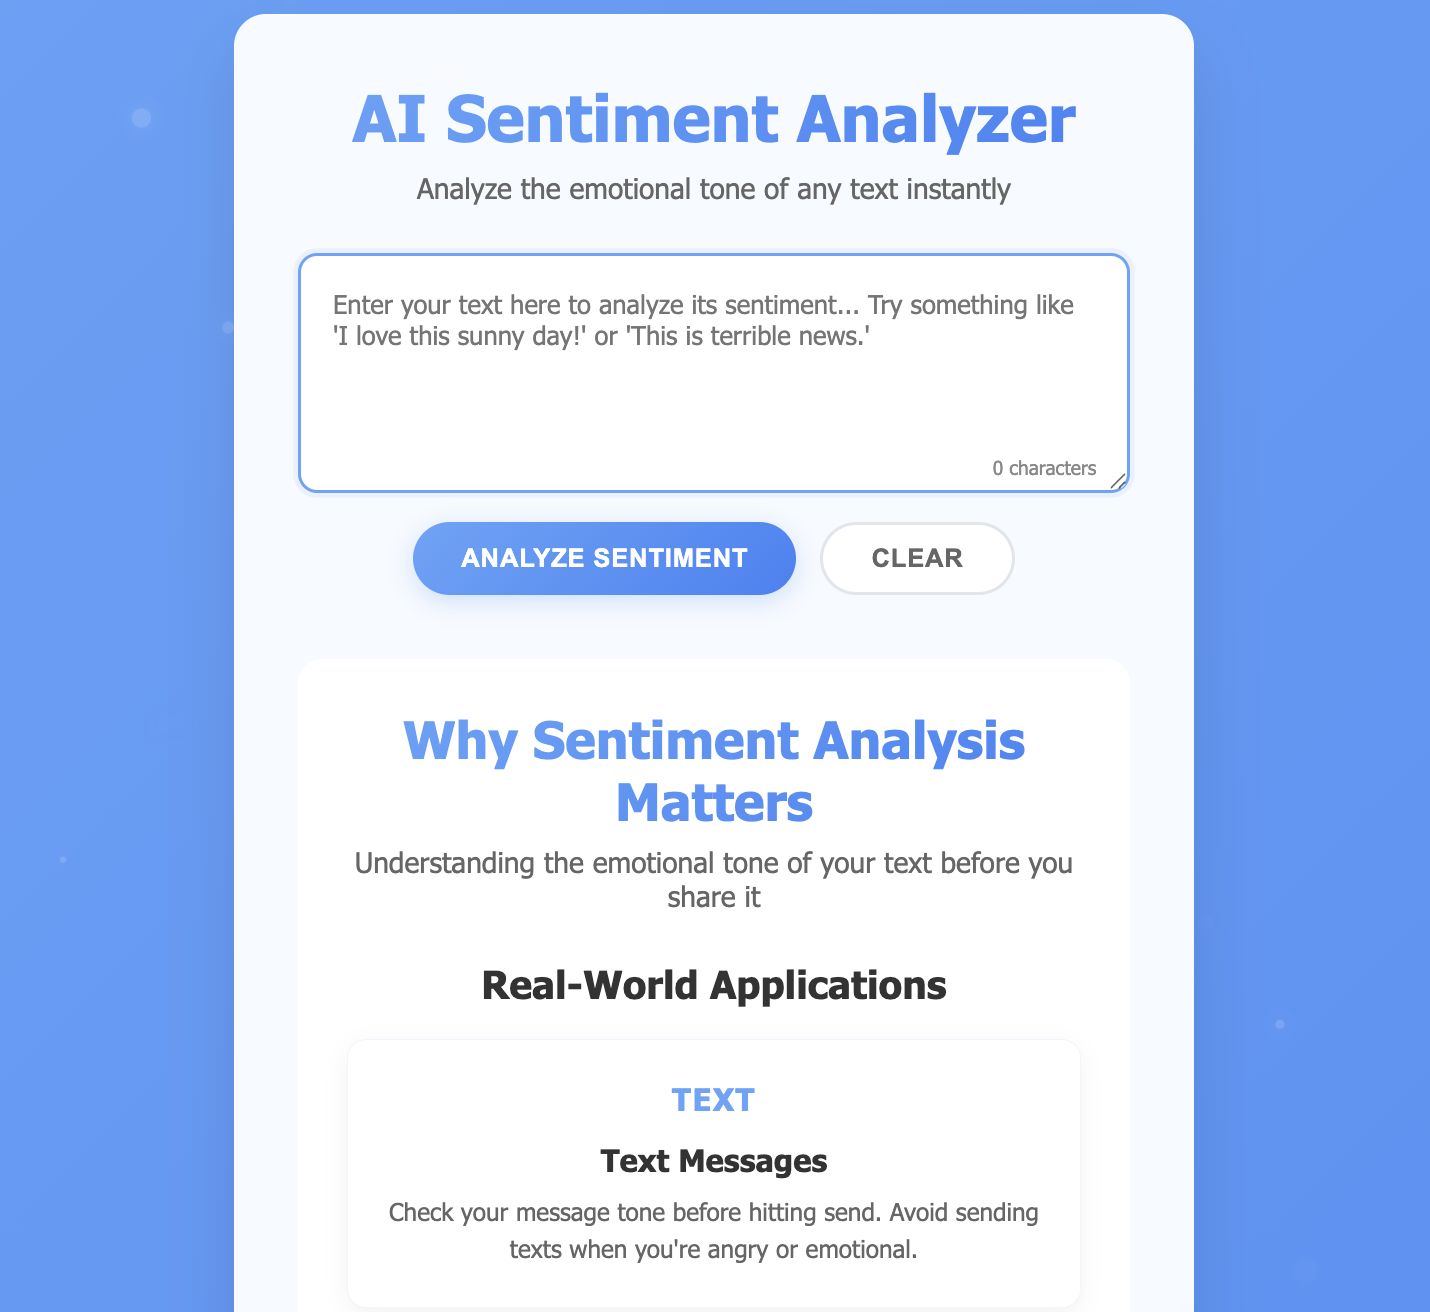 AI Sentiment Analyzer
Analyze the emotional tone of any text instantly
Enter your text here to analyze its sentiment... Try something like
'I love this sunny day!' or 'This is terrible news.'
0 characters
ANALYZE SENTIMENT
CLEAR
Why Sentiment Analysis
Matters
Understanding the emotional tone of your text before you
share it
Real-World Applications
TEXT
Text Messages
Check your message tone before hitting send. Avoid sending
texts when you're angry or emotional.